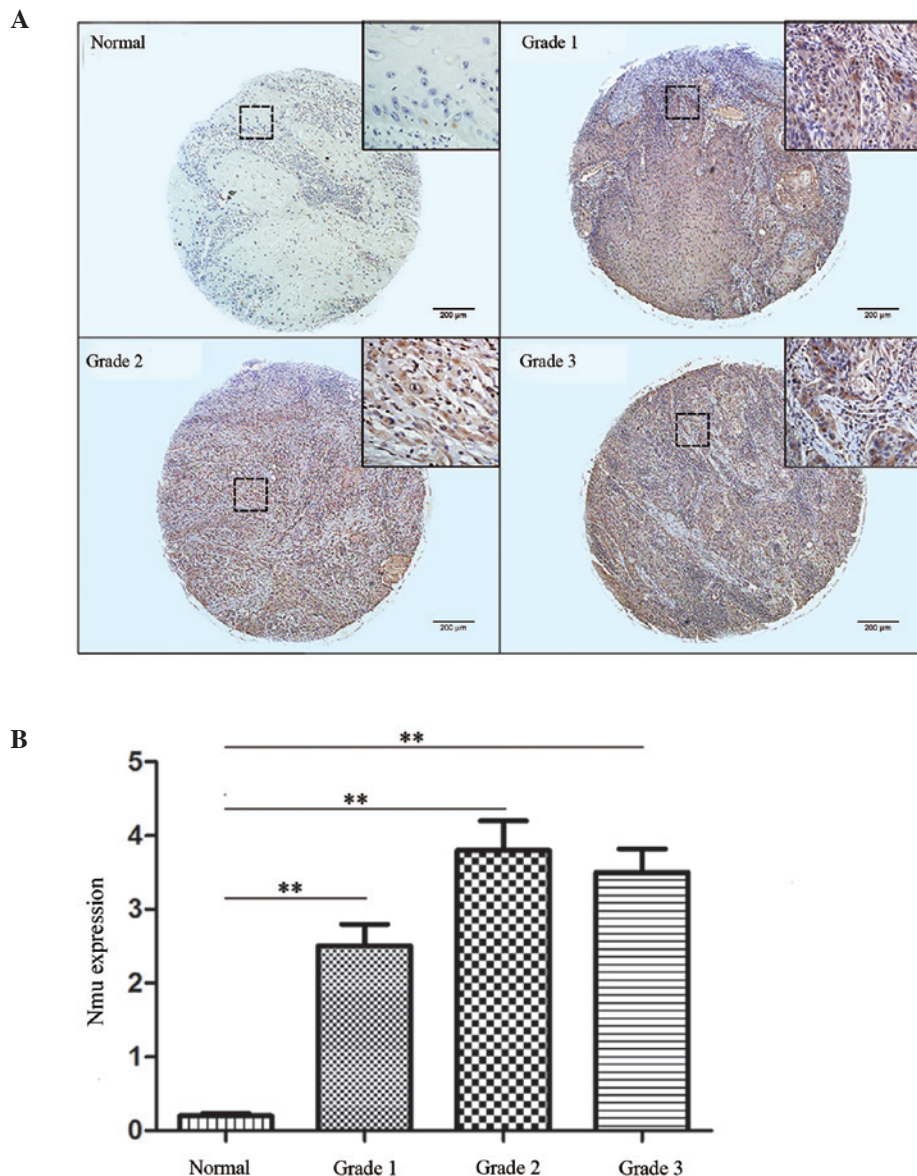 A
Normal
Grade 1
200 µm
200 µm
Grade 2
Grade 3
200 µm
200 µm
B
**
**
**
5
4
3
2
1
0
Nmu expression
Normal
Grade 1
Grade 2
Grade 3